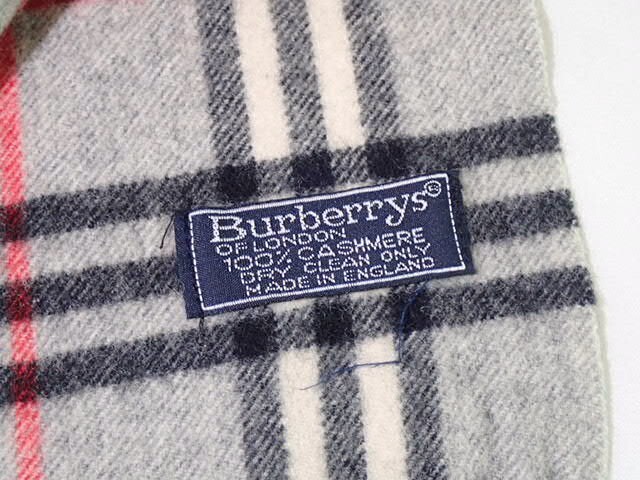 Burberrys®
OF LONDON
100% CASHMERE
DRY CLEAN ONLY
MADE IN ENGLAND